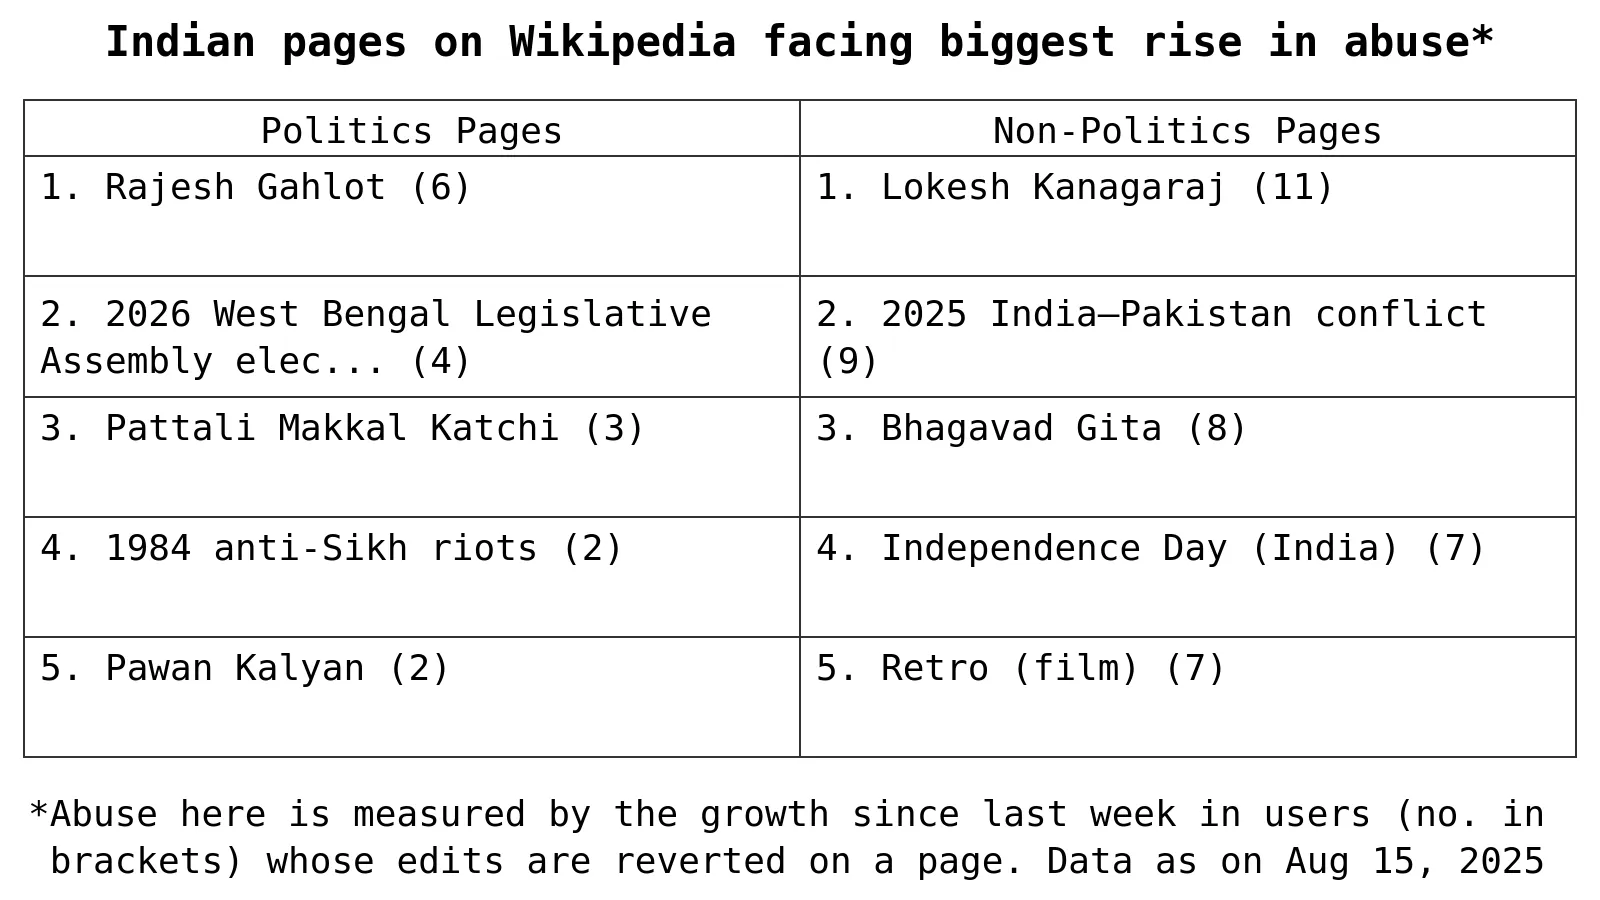 Indian pages on Wikipedia facing biggest rise in abuse*
Politics Pages
Non-Politics Pages
1. Rajesh Gahlot (6)
1. Lokesh Kanagaraj (11)
2. 2026 West Bengal Legislative
Assembly elec... (4)
2. 2025 India–Pakistan conflict
(9)
3. Pattali Makkal Katchi (3)
3. Bhagavad Gita (8)
4. 1984 anti-Sikh riots (2)
4. Independence Day (India) (7)
5. Pawan Kalyan (2)
5. Retro (film) (7)
*Abuse here is measured by the growth since last week in users (no. in
brackets) whose edits are reverted on a page. Data as on Aug 15, 2025